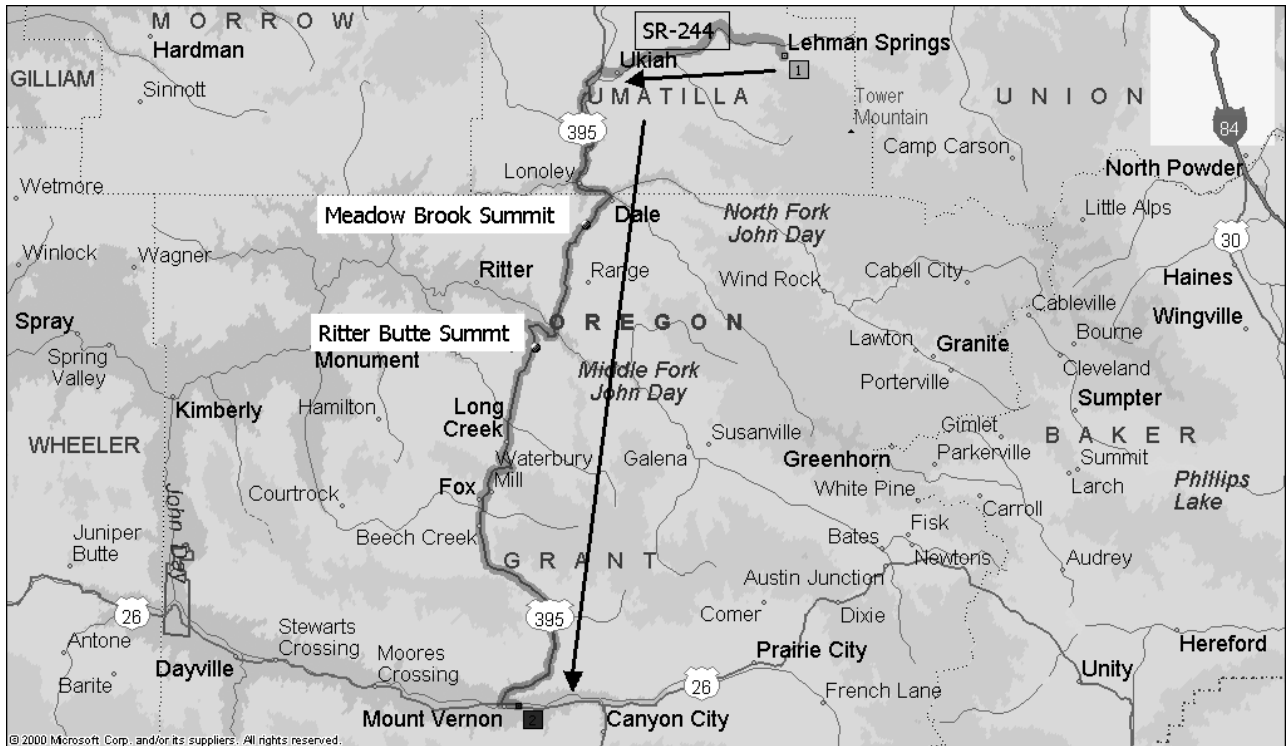 M O R R O W
Hardman
GILLIAM
Sinnott
SR-244
Lehman Springs
Ukiah
1
U M A T I L L A
U N I O N
Tower
Mountain
84
395
Camp Carson
Lonoley
North Powder
Wetmore
Meadow Brook Summit
Dale
North Fork
John Day
Little Alps
30
Winlock
Wagner
Ritter
Range
Wind Rock
Cabell City
Haines
Cableville
Spray
Ritter Butte Summt
O R E G O N
Bourne
Wingville
Spring
Valley
Monument
Lawton
Granite
Middle Fork
John Day
Porterville
Cleveland
Kimberly
Hamilton
Long
Creek
Sumpter
WHEELER
Susanville
Gimlet
B A K E R
Waterbury
Mill
Galena
Greenhorn
Parkerville
Summit
Fox
Courtrock
White Pine
Larch
Phillips
Lake
John Day
Carroll
Juniper
Butte
Beech Creek
Fisk
Bates
Newtons
Audrey
G R A N T
Austin Junction
26
395
Comer
Dixie
Antone
Stewarts
Crossing
Hereford
Dayville
Moores
Crossing
Prairie City
Unity
Barite
26
French Lane
Mount Vernon
2
Canyon City
© 2000 Microsoft Corp. and/or its suppliers. All rights reserved.